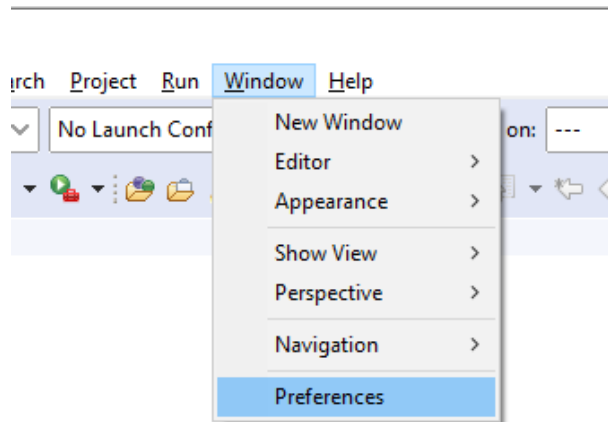 Project Run Window Help
No Launch Conf
on: ---
New Window
Editor
Appearance
Show View
Perspective
Navigation
Preferences